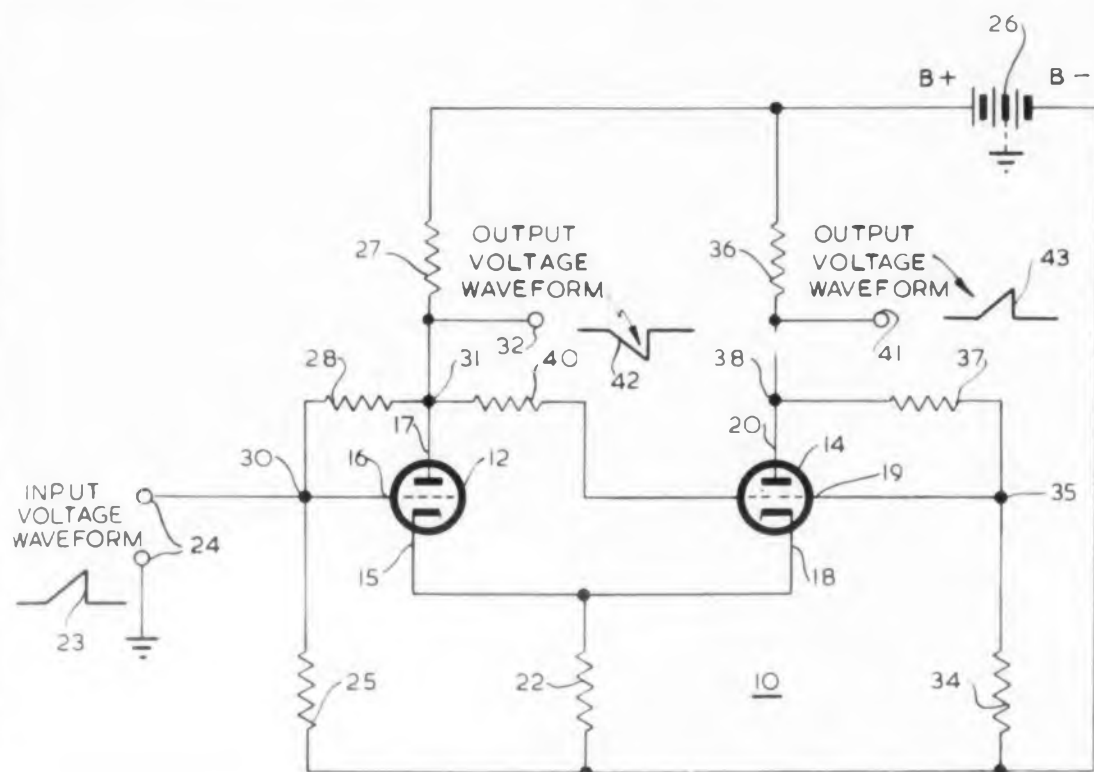 26
B+ B-
27
OUTPUT
VOLTAGE
WAVEFORM
36
OUTPUT
VOLTAGE
WAVEFORM
43
32
42
41
28
31
40
38
37
17
20
30
16
12
14
19
35
INPUT
VOLTAGE
WAVEFORM
24
15
18
23
25
22
10
34